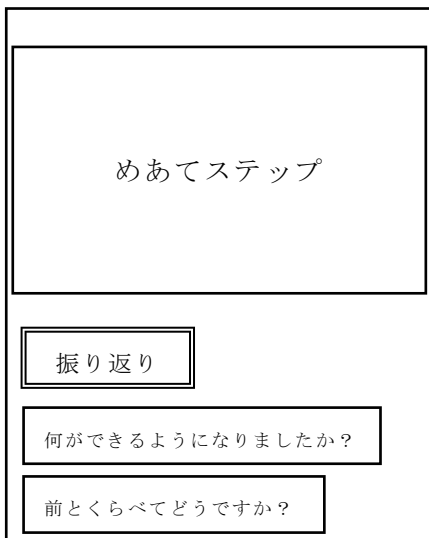 めあてステップ
振り返り
何ができるようになりましたか？
前とくらべてどうですか？